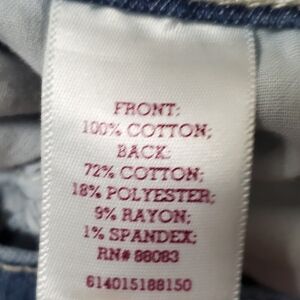 FRONT:
100% COTTON;
BACK:
72% COTTON;
18% POLYESTER;
9% RAYON;
1% SPANDEX;
RN# 88083
614015188150